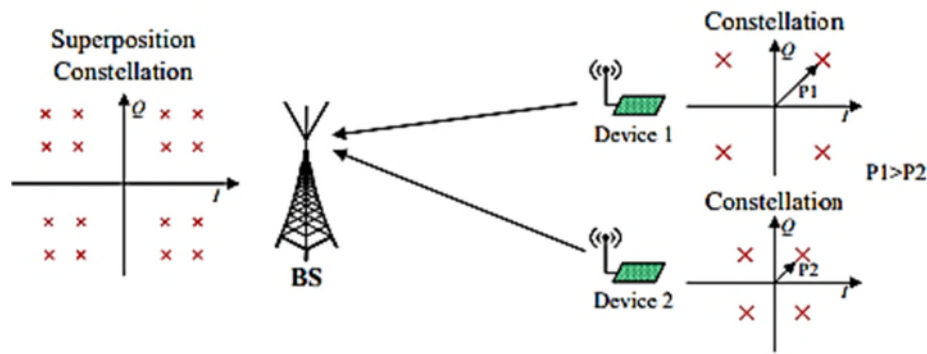 Superposition
Constellation
Q
I
BS
Device 1
Constellation
Q
P1
I
P1>P2
Device 2
Constellation
Q
P2
I